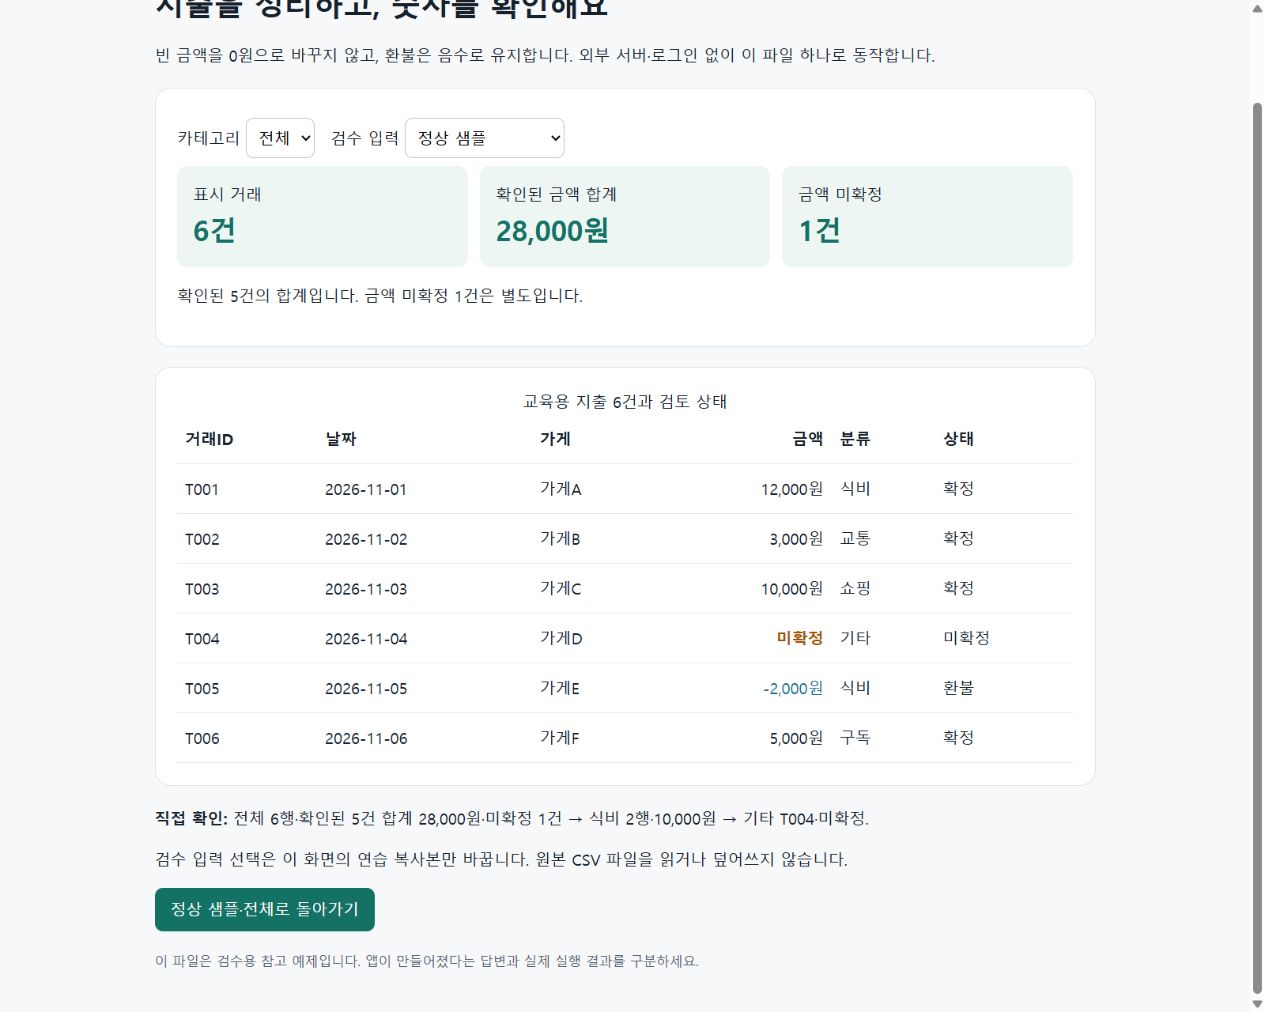 지출을 정리하고, 숫자를 확인해요
빈 금액을 0원으로 바꾸지 않고, 환불은 음수로 유지합니다. 외부 서버·로그인 없이 이 파일 하나로 동작합니다.
카테고리 전체 검수 입력 정상 샘플
표시 거래
6건
확인된 금액 합계
28,000원
금액 미확정
1건
확인된 5건의 합계입니다. 금액 미확정 1건은 별도입니다.
교육용 지출 6건과 검토 상태
거래ID 날짜 가게 금액 분류 상태
T001 2026-11-01 가게A 12,000원 식비 확정
T002 2026-11-02 가게B 3,000원 교통 확정
T003 2026-11-03 가게C 10,000원 쇼핑 확정
T004 2026-11-04 가게D 미확정 기타 미확정
T005 2026-11-05 가게E -2,000원 식비 환불
T006 2026-11-06 가게F 5,000원 구독 확정
직접 확인: 전체 6행·확인된 5건 합계 28,000원·미확정 1건 → 식비 2행·10,000원 → 기타 T004·미확정.
검수 입력 선택은 이 화면의 연습 복사본만 바꿉니다. 원본 CSV 파일을 읽거나 덮어쓰지 않습니다.
정상 샘플·전체로 돌아가기
이 파일은 검수용 참고 예제입니다. 앱이 만들어졌다는 답변과 실제 실행 결과를 구분하세요.